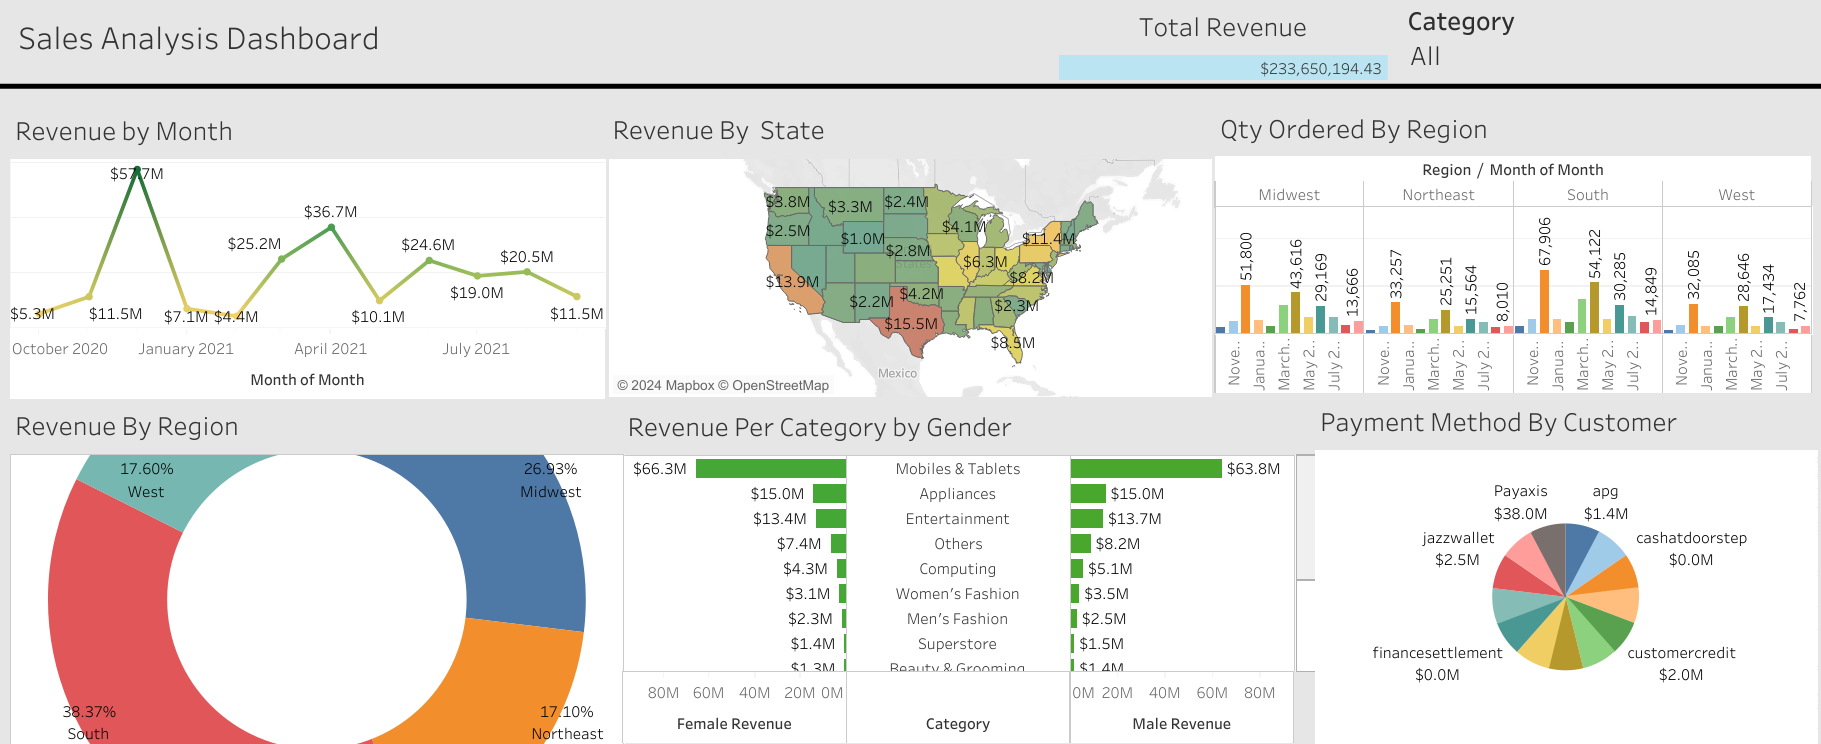 Sales Analysis Dashboard
Total Revenue
$233,650,194.43
Category
All
Revenue by Month
$57.7M
$36.7M
$25.2M
$24.6M
$20.5M
$19.0M
$5.3M
$11.5M
$7.1M
$4.4M
$10.1M
$11.5M
October 2020
January 2021
April 2021
July 2021
Month of Month
Revenue By State
$3.8M
$3.3M
$2.4M
$2.5M
$1.0M
$4.1M
$11.4M
$2.8M
$6.3M
$13.9M
$8.2M
$2.2M
$4.2M
$2.3M
$15.5M
$8.5M
Mexico
© 2024 Mapbox © OpenStreetMap
Qty Ordered By Region
Region / Month of Month
Midwest
Northeast
South
West
51,800
43,616
29,169
13,666
33,257
25,251
15,564
8,010
67,906
54,122
30,285
14,849
32,085
28,646
17,434
7,762
Nove..
Janua..
March..
May 2..
July 2..
Nove..
Janua..
March..
May 2..
July 2..
Nove..
Janua..
March..
May 2..
July 2..
Nove..
Janua..
March..
May 2..
July 2..
Revenue By Region
17.60%
West
26.93%
Midwest
38.37%
South
17.10%
Northeast
Revenue Per Category by Gender
$66.3M Mobiles & Tablets $63.8M
$15.0M Appliances $15.0M
$13.4M Entertainment $13.7M
$7.4M Others $8.2M
$4.3M Computing $5.1M
$3.1M Women's Fashion $3.5M
$2.3M Men's Fashion $2.5M
$1.4M Superstore $1.5M
$1.3M Beauty & Grooming $1.4M
80M 60M 40M 20M 0M
0M 20M 40M 60M 80M
Female Revenue
Category
Male Revenue
Payment Method By Customer
Payaxis
$38.0M
apg
$1.4M
jazzwallet
$2.5M
cashatdoorstep
$0.0M
financesettlement
$0.0M
customercredit
$2.0M